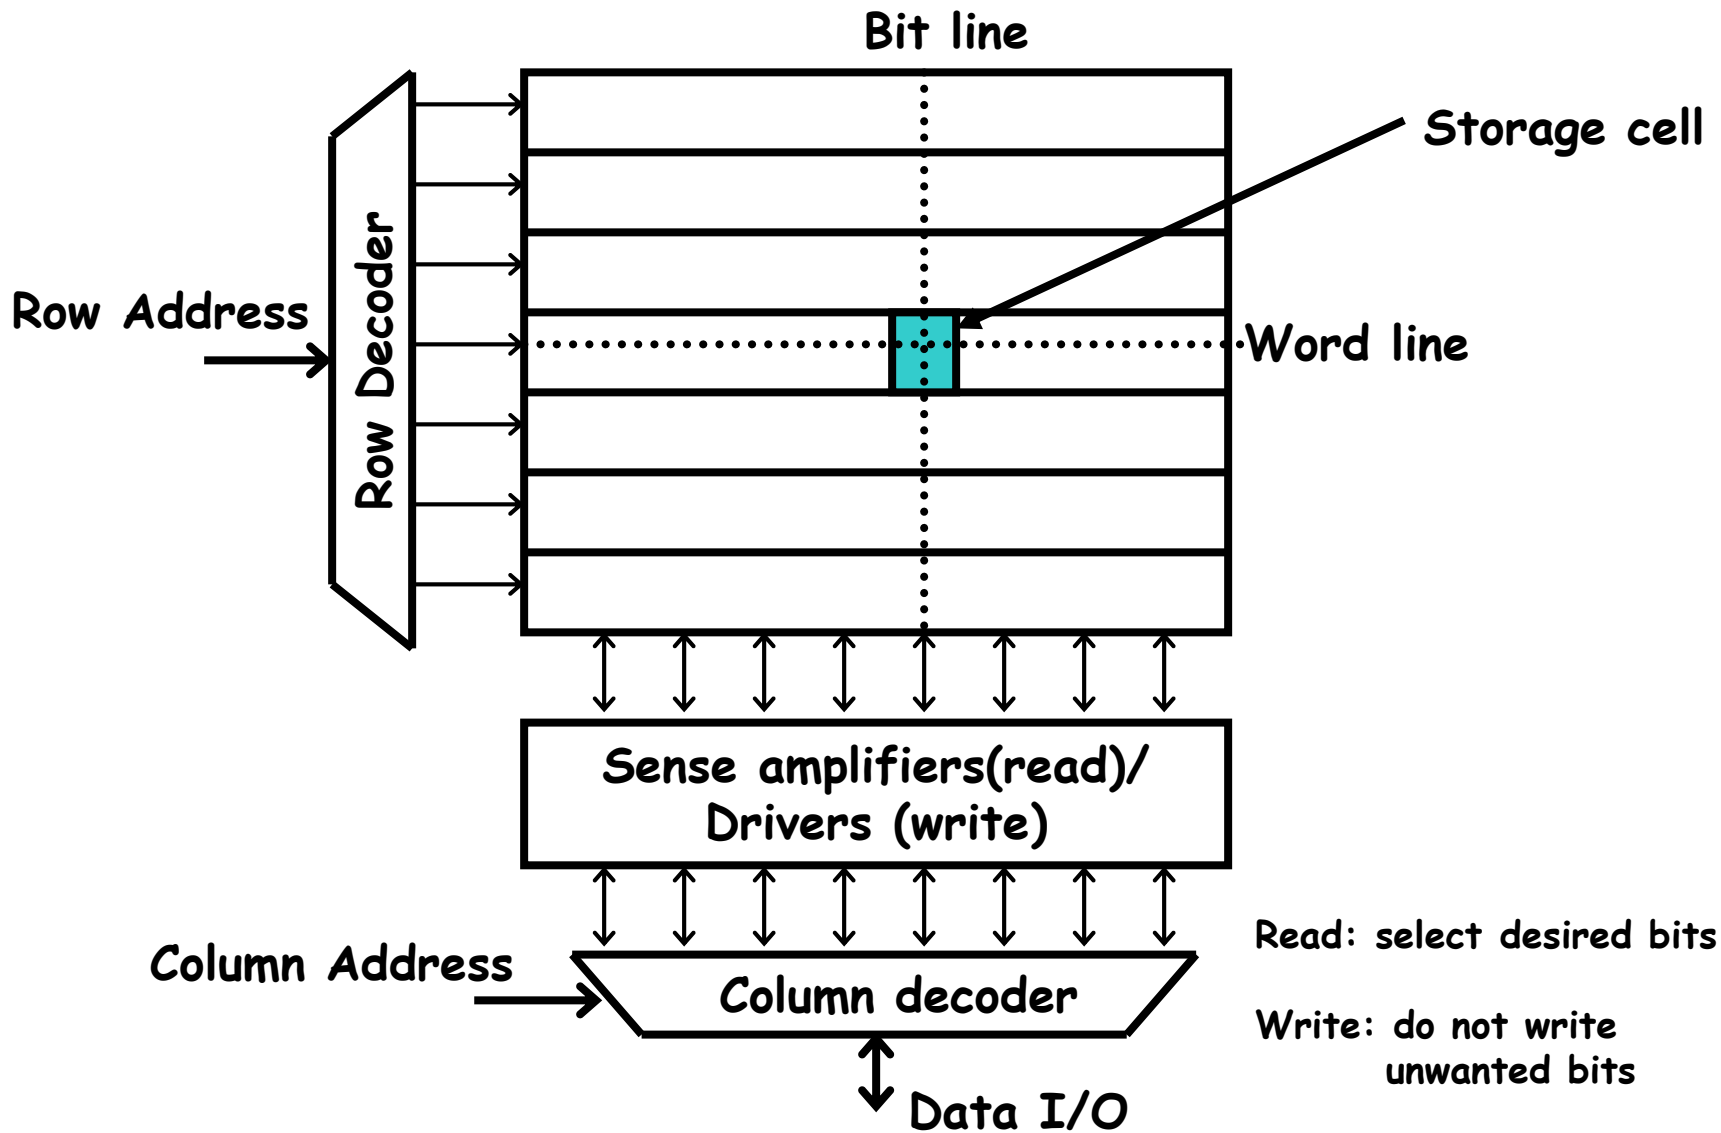 Bit line
Storage cell
Row Decoder
Row Address
Word line
Sense amplifiers(read)/
Drivers (write)
Column Address
Column decoder
Read: select desired bits
Write: do not write
unwanted bits
Data I/O